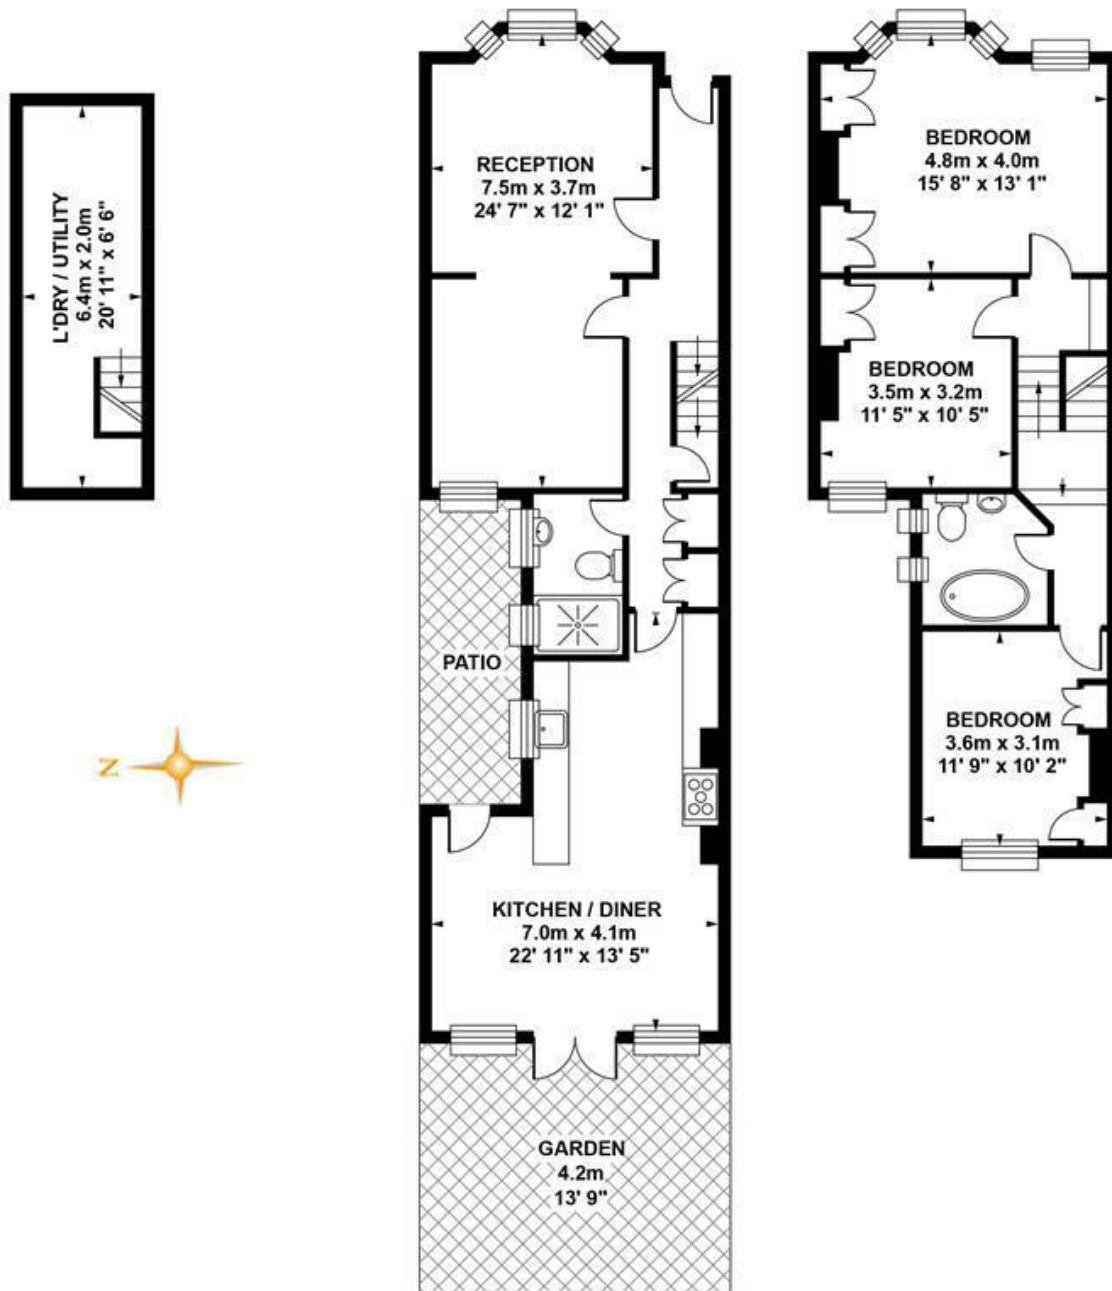 L'DRY / UTILITY
6.4m x 2.0m
20' 11" x 6' 6"
RECEPTION
7.5m x 3.7m
24' 7" x 12' 1"
BEDROOM
4.8m x 4.0m
15' 8" x 13' 1"
BEDROOM
3.5m x 3.2m
11' 5" x 10' 5"
PATIO
BEDROOM
3.6m x 3.1m
11' 9" x 10' 2"
N
KITCHEN / DINER
7.0m x 4.1m
22' 11" x 13' 5"
GARDEN
4.2m
13' 9"